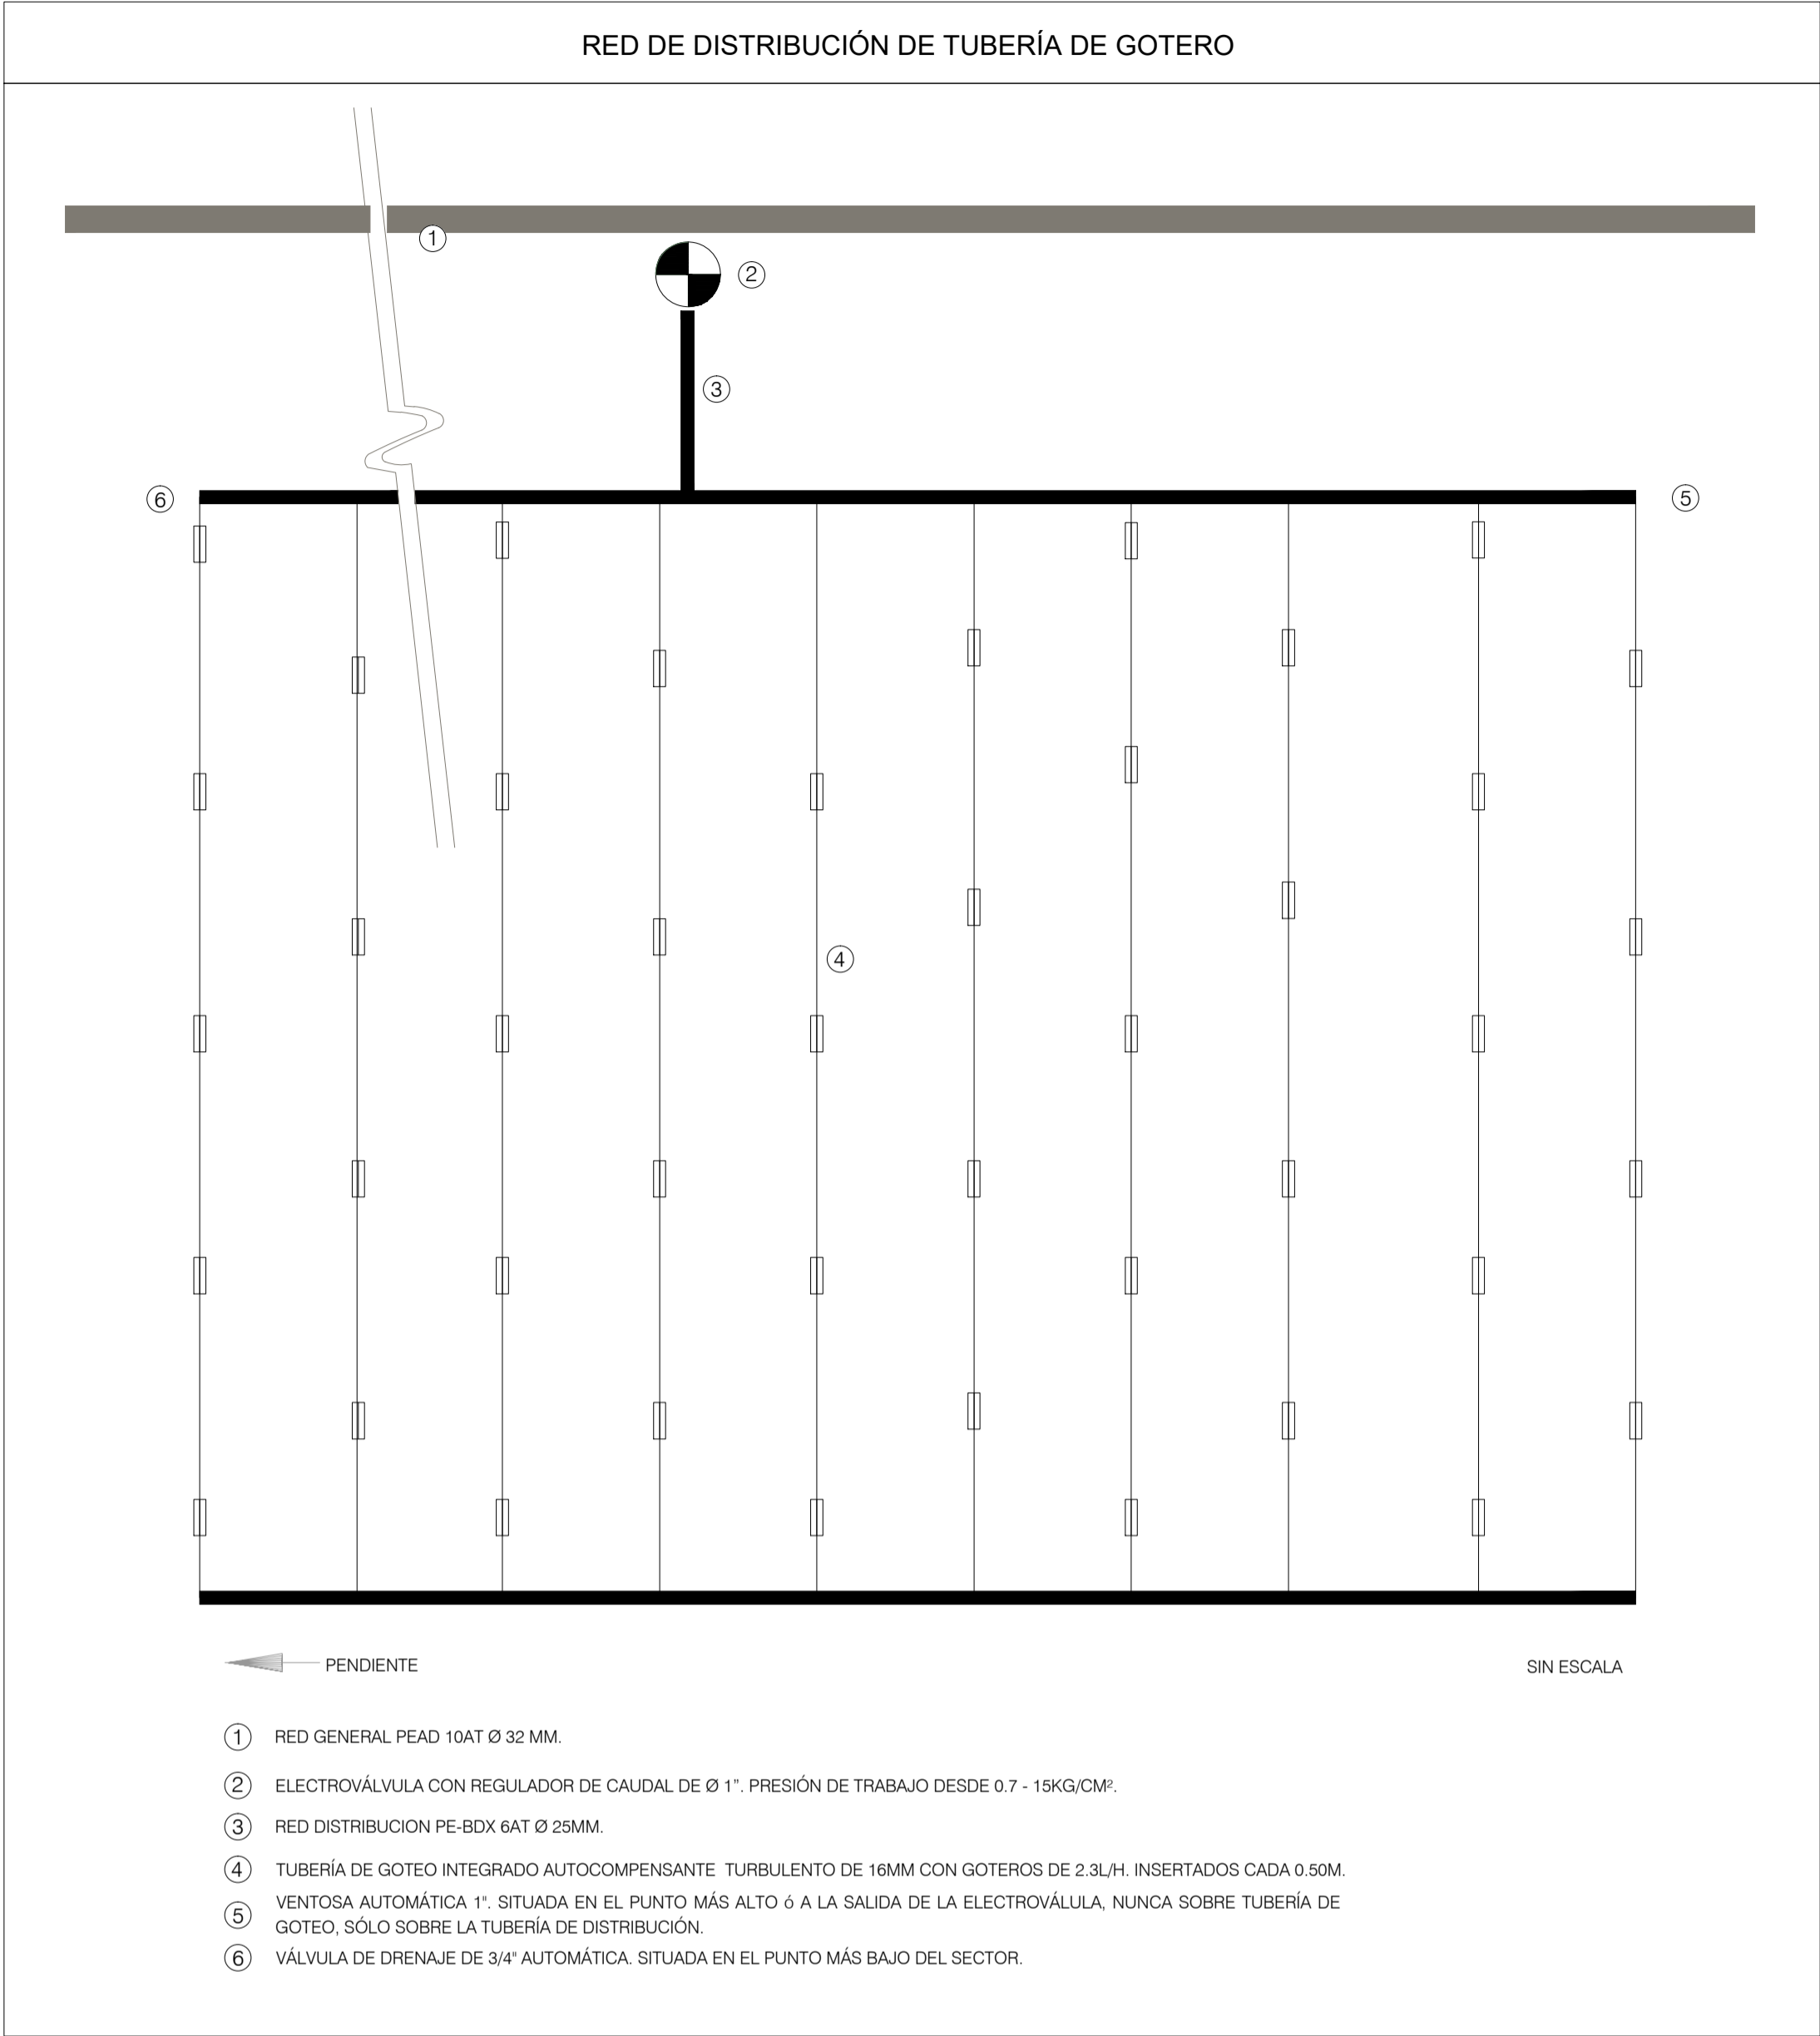 RED DE DISTRIBUCIÓN DE TUBERÍA DE GOTERO
1
2
3
6
5
4
PENDIENTE
SIN ESCALA
1 RED GENERAL PEAD 10AT Ø 32 MM.
2 ELECTROVÁLVULA CON REGULADOR DE CAUDAL DE Ø 1”. PRESIÓN DE TRABAJO DESDE 0.7 - 15KG/CM².
3 RED DISTRIBUCION PE-BDX 6AT Ø 25MM.
4 TUBERÍA DE GOTEO INTEGRADO AUTOCOMPENSANTE TURBULENTO DE 16MM CON GOTEROS DE 2.3L/H. INSERTADOS CADA 0.50M.
5 VENTOSA AUTOMÁTICA 1". SITUADA EN EL PUNTO MÁS ALTO ó A LA SALIDA DE LA ELECTROVÁLULA, NUNCA SOBRE TUBERÍA DE
GOTEO, SÓLO SOBRE LA TUBERÍA DE DISTRIBUCIÓN.
6 VÁLVULA DE DRENAJE DE 3/4" AUTOMÁTICA. SITUADA EN EL PUNTO MÁS BAJO DEL SECTOR.